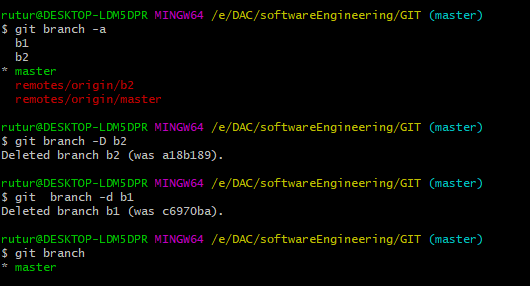 rutur@DESKTOP-LDM5DPR MINGW64 /e/DAC/softwareEngineering/GIT (master)
$ git branch -a
  b1
  b2
* master
  remotes/origin/b2
  remotes/origin/master
rutur@DESKTOP-LDM5DPR MINGW64 /e/DAC/softwareEngineering/GIT (master)
$ git branch -D b2
Deleted branch b2 (was a18b189).
rutur@DESKTOP-LDM5DPR MINGW64 /e/DAC/softwareEngineering/GIT (master)
$ git  branch -d b1
Deleted branch b1 (was c6970ba).
rutur@DESKTOP-LDM5DPR MINGW64 /e/DAC/softwareEngineering/GIT (master)
$ git branch
* master